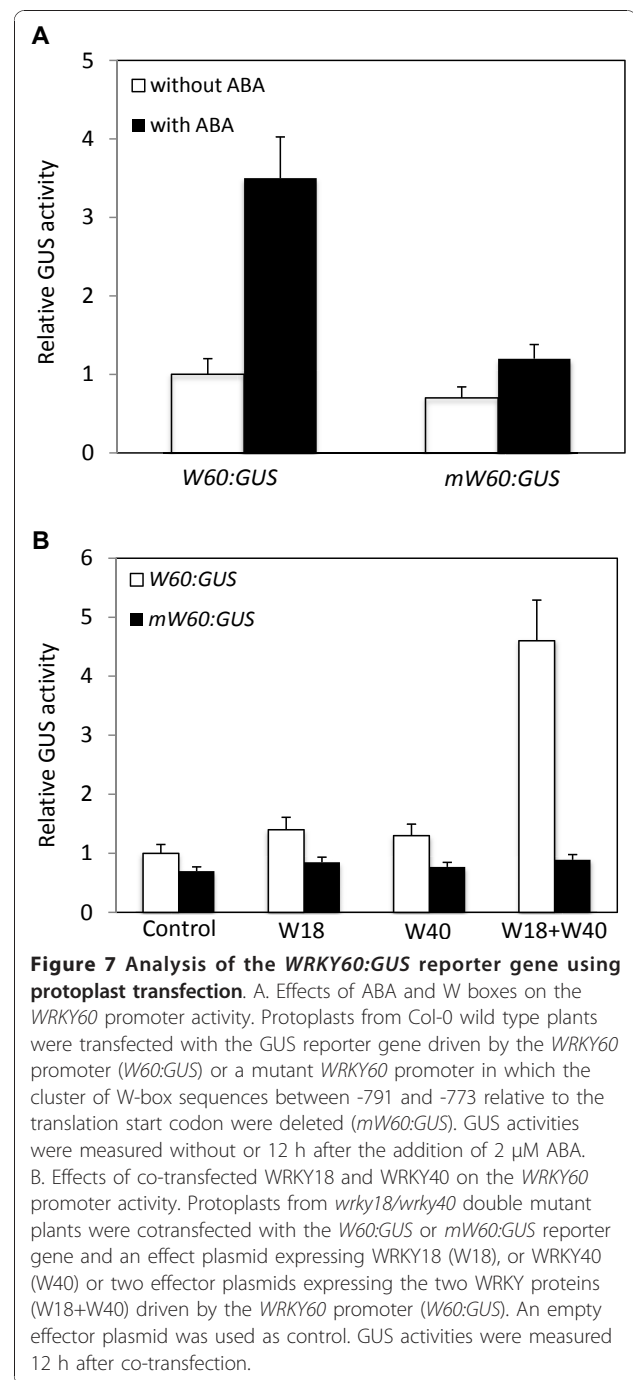 A
5
4
3
2
1
0
Relative GUS activity
without ABA
with ABA
W60:GUS
mW60:GUS
B
6
5
4
3
2
1
0
Relative GUS activity
W60:GUS
mW60:GUS
Control
W18
W40
W18+W40
Figure 7 Analysis of the WRKY60:GUS reporter gene using
protoplast transfection. A. Effects of ABA and W boxes on the
WRKY60 promoter activity. Protoplasts from Col-0 wild type plants
were transfected with the GUS reporter gene driven by the WRKY60
promoter (W60:GUS) or a mutant WRKY60 promoter in which the
cluster of W-box sequences between -791 and -773 relative to the
translation start codon were deleted (mW60:GUS). GUS activities
were measured without or 12 h after the addition of 2 μM ABA.
B. Effects of co-transfected WRKY18 and WRKY40 on the WRKY60
promoter activity. Protoplasts from wrky18/wrky40 double mutant
plants were cotransfected with the W60:GUS or mW60:GUS reporter
gene and an effect plasmid expressing WRKY18 (W18), or WRKY40
(W40) or two effector plasmids expressing the two WRKY proteins
(W18+W40) driven by the WRKY60 promoter (W60:GUS). An empty
effector plasmid was used as control. GUS activities were measured
12 h after co-transfection.